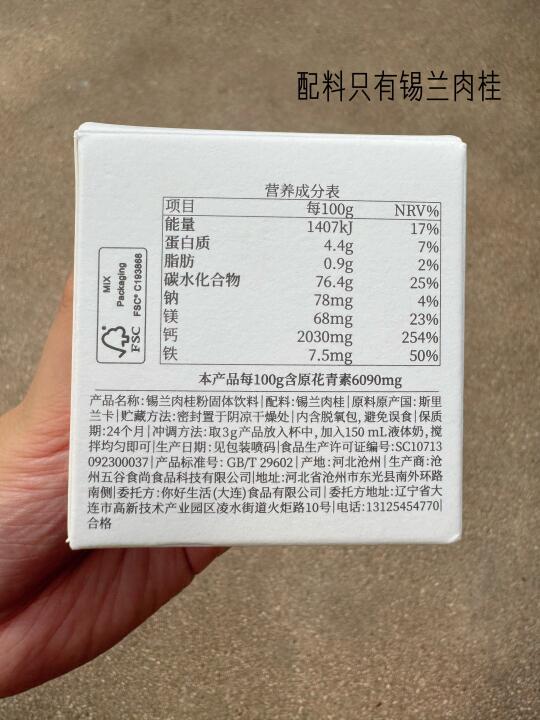 配料只有锡兰肉桂
营养成分表
项目 每100g NRV%
能量 1407kJ 17%
蛋白质 4.4g 7%
脂肪 0.9g 2%
碳水化合物 76.4g 25%
钠 78mg 4%
镁 68mg 23%
钙 2030mg 254%
铁 7.5mg 50%
MIX
Packaging
FSC® C193868
FSC
本产品每100g含原花青素6090mg
产品名称:锡兰肉桂粉固体饮料|配料:锡兰肉桂|原料原产国:斯里
兰卡|贮藏方法:密封置于阴凉干燥处|内含脱氧包,避免误食|保质
期:24个月|冲调方法:取3g产品放入杯中,加入150 mL液体奶,搅
拌均匀即可|生产日期:见包装喷码|食品生产许可证编号:SC10713
092300037|产品标准号: GB/T 29602|产地:河北沧州|生产商:沧
州五谷食尚食品科技有限公司|地址:河北省沧州市东光县南外环路
南侧|委托方:你好生活(大连)食品有限公司|委托方地址:辽宁省大
连市高新技术产业园区凌水街道火炬路10号|电话:13125454770|
合格